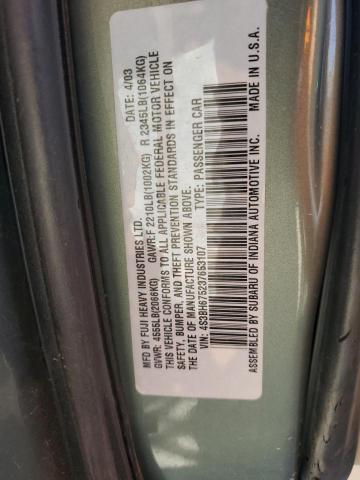 MFD BY FUJI HEAVY INDUSTRIES LTD. DATE: 4/03
GVWR: 4555LB(2066KG) GAWR:F 2210LB(1002KG) R 2345LB(1064KG)
THIS VEHICLE CONFORMS TO ALL APPLICABLE FEDERAL MOTOR VEHICLE
SAFETY, BUMPER, AND THEFT PREVENTION STANDARDS IN EFFECT ON
THE DATE OF MANUFACTURE SHOWN ABOVE.
VIN: 4S3BH675237653107 TYPE: PASSENGER CAR
ASSEMBLED BY SUBARU OF INDIANA AUTOMOTIVE INC. MADE IN U.S.A.